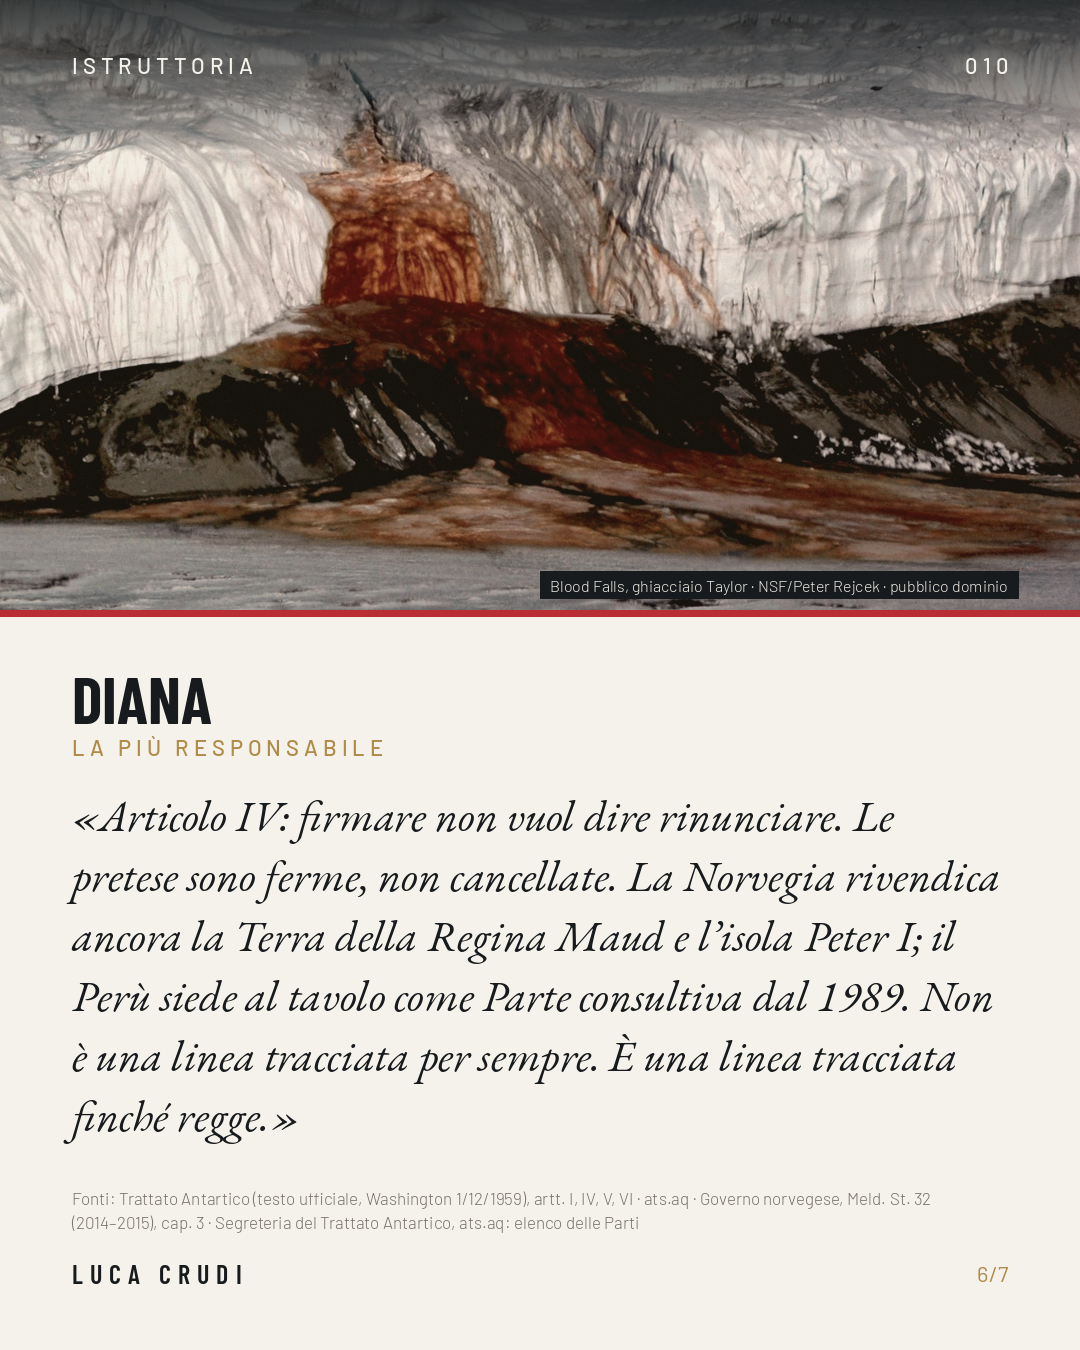 ISTRUTTORIA
010
Blood Falls, ghiacciaio Taylor · NSF/Peter Rejcek · pubblico dominio
DIANA
LA PIÙ RESPONSABILE
«Articolo IV: firmare non vuol dire rinunciare. Le
pretese sono ferme, non cancellate. La Norvegia rivendica
ancora la Terra della Regina Maud e l’isola Peter I; il
Perù siede al tavolo come Parte consultiva dal 1989. Non
è una linea tracciata per sempre. È una linea tracciata
finché regge.»
Fonti: Trattato Antartico (testo ufficiale, Washington 1/12/1959), artt. I, IV, V, VI · ats.aq · Governo norvegese, Meld. St. 32
(2014–2015), cap. 3 · Segreteria del Trattato Antartico, ats.aq: elenco delle Parti
LUCA CRUDI
6/7